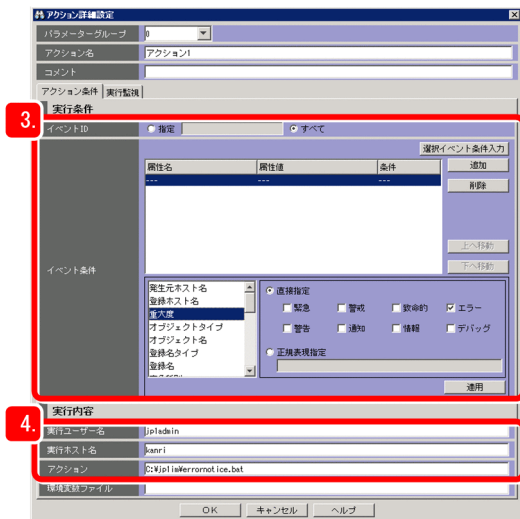 アクション詳細設定
パラメーターグループ 0
アクション名 アクション1
コメント
アクション条件 実行監視
実行条件
3.
イベントID 指定 すべて
選択イベント条件入力
属性名 属性値 条件 追加
--- --- ---
削除
上へ移動
下へ移動
イベント条件
発生元ホスト名
登録ホスト名
重大度
オブジェクトタイプ
オブジェクト名
登録名タイプ
登録名
直接指定
緊急 警戒 致命的 エラー
警告 通知 情報 デバッグ
正規表現指定
適用
実行内容
4.
実行ユーザー名 jp1admin
実行ホスト名 kanri
アクション C:¥jp1im¥errornotice.bat
環境変数ファイル
OK キャンセル ヘルプ